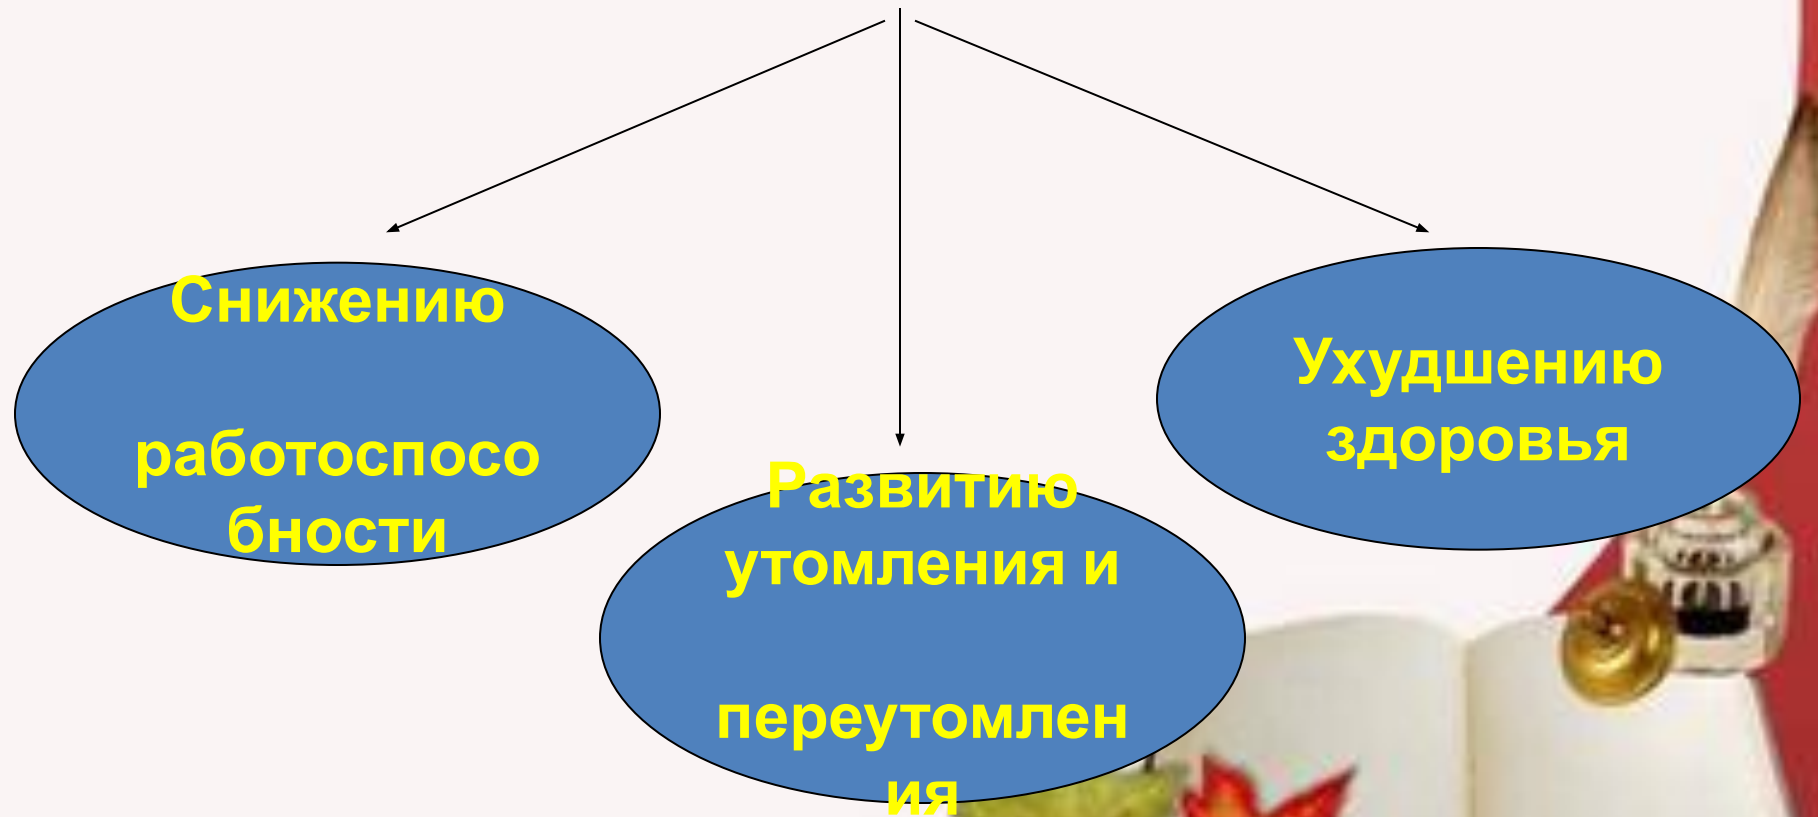 Снижению
работоспосо
бности
Развитию
утомления и
переутомлен
ия
Ухудшению
здоровья